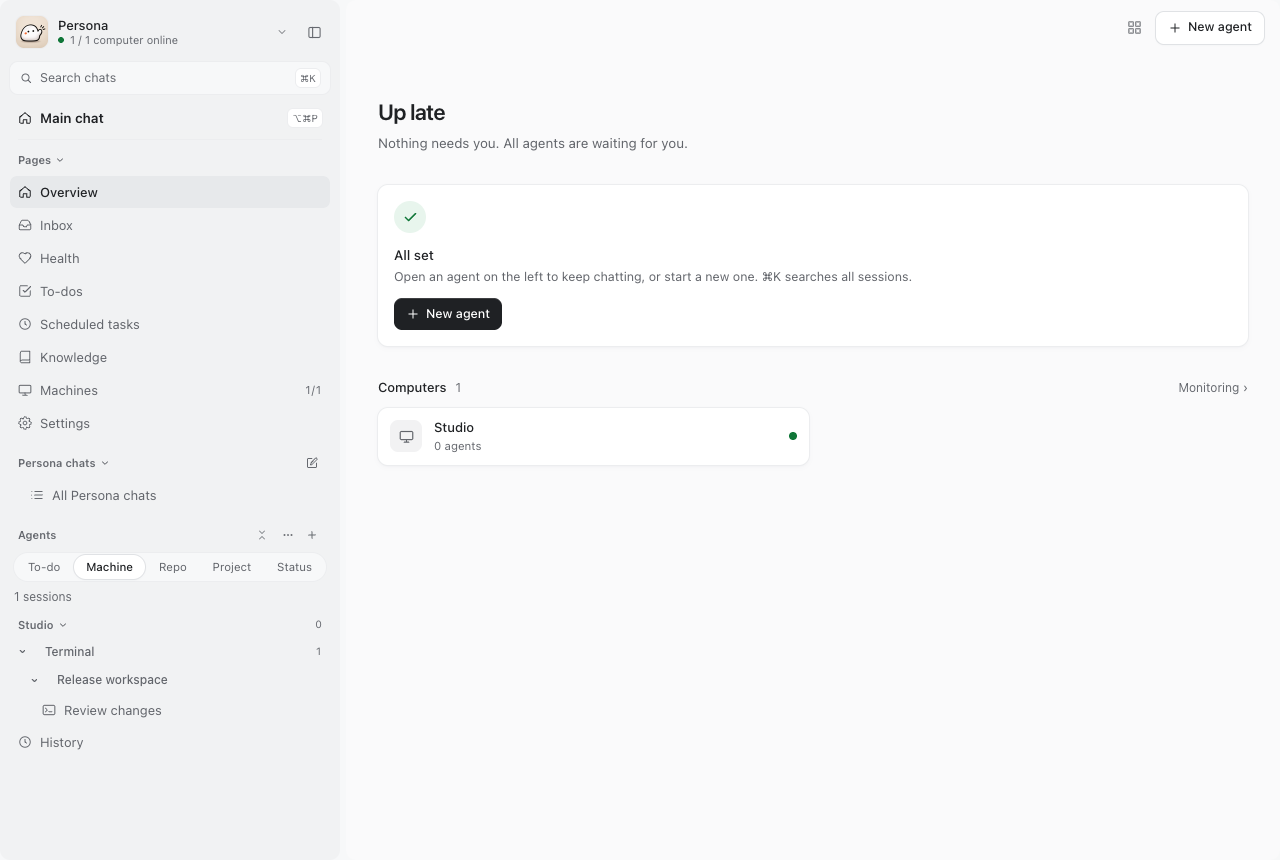 Persona
1 / 1 computer online
Search chats
⌘K
Main chat
⌥⌘P
Pages
Overview
Inbox
Health
To-dos
Scheduled tasks
Knowledge
Machines
1/1
Settings
Persona chats
All Persona chats
Agents
To-do
Machine
Repo
Project
Status
1 sessions
Studio
0
Terminal
1
Release workspace
Review changes
History
New agent
Up late
Nothing needs you. All agents are waiting for you.
All set
Open an agent on the left to keep chatting, or start a new one. ⌘K searches all sessions.
New agent
Computers 1
Monitoring ›
Studio
0 agents